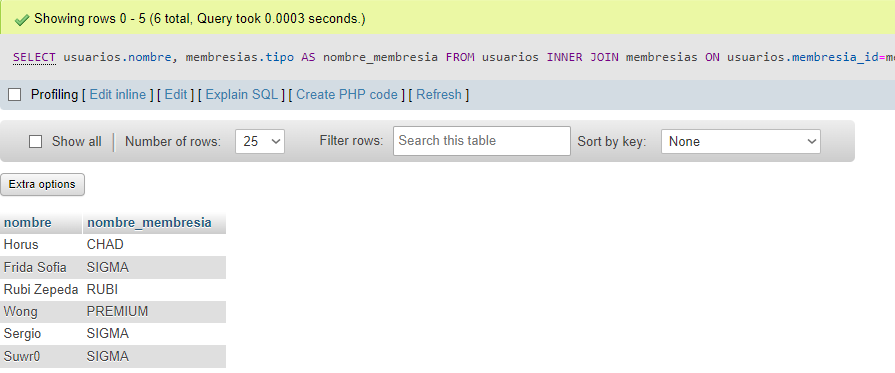 Showing rows 0 - 5 (6 total, Query took 0.0003 seconds.)
SELECT usuarios.nombre, membresias.tipo AS nombre_membresia FROM usuarios INNER JOIN membresias ON usuarios.membresia_id=me
Profiling [ Edit inline ] [ Edit ] [ Explain SQL ] [ Create PHP code ] [ Refresh ]
Show all Number of rows: 25 Filter rows: Search this table Sort by key: None
Extra options
nombre nombre_membresia
Horus CHAD
Frida Sofia SIGMA
Rubi Zepeda RUBI
Wong PREMIUM
Sergio SIGMA
Suwr0 SIGMA